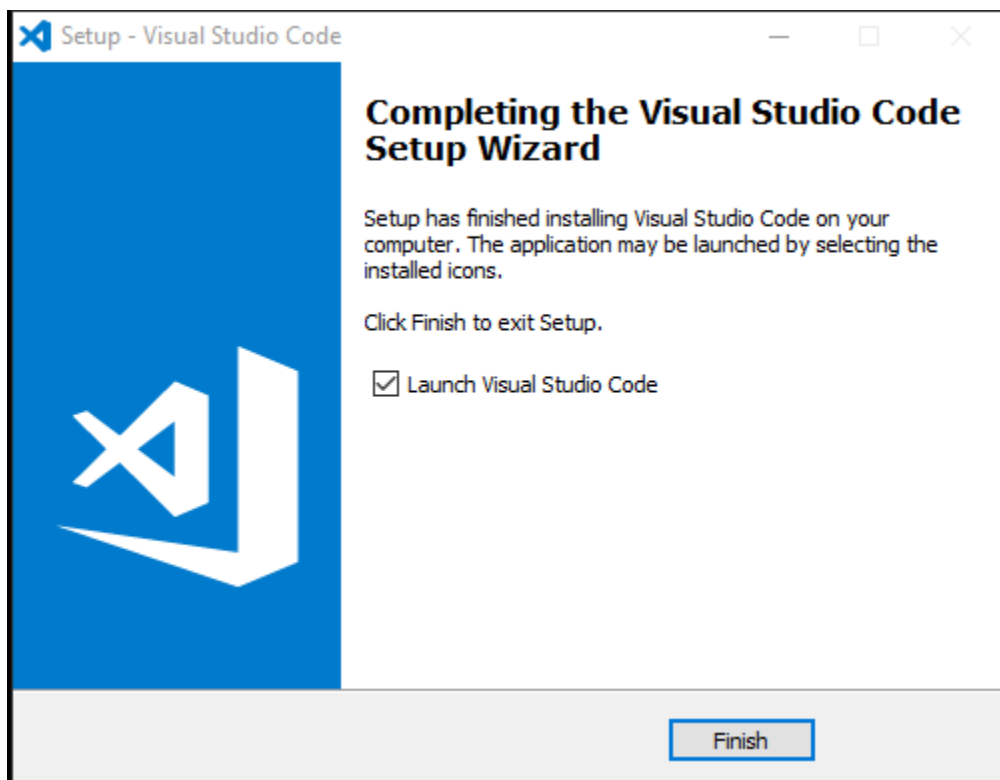 Setup - Visual Studio Code
Completing the Visual Studio Code
Setup Wizard
Setup has finished installing Visual Studio Code on your
computer. The application may be launched by selecting the
installed icons.
Click Finish to exit Setup.
Launch Visual Studio Code
Finish